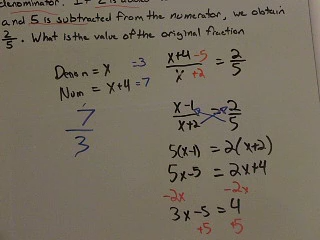 denominator. If 2 is added
and 5 is subtracted from the numerator, we obtain
2/5. What is the value of the original fraction
Denom = x =3
Num = x+4 =7
7/3
(x+4-5)/(x+2) = 2/5
(x-1)/(x+2) = 2/5
5(x-1) = 2(x+2)
5x-5 = 2x+4
-2x -2x
3x-5 = 4
+5 +5